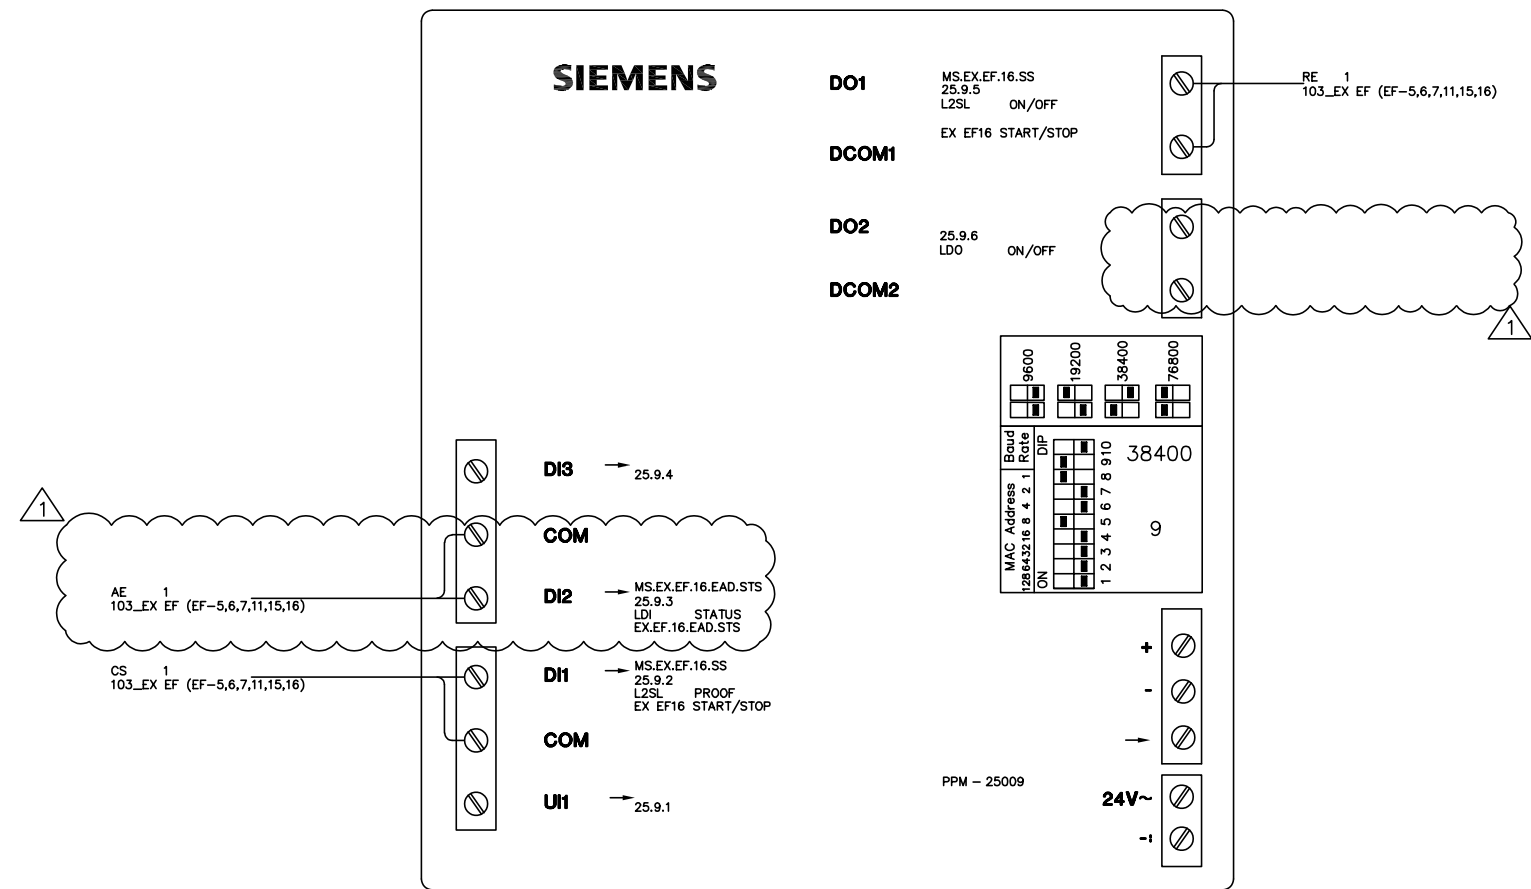 SIEMENS
DO1
MS.EX.EF.16.SS
25.9.5
L2SL ON/OFF
EX EF16 START/STOP
DCOM1
RE 1
103_EX EF (EF-5,6,7,11,15,16)
DO2
25.9.6
LDO ON/OFF
DCOM2
1
9600
19200
38400
76800
Baud
Rate
DIP
38400
MAC Address
128 64 32 16 8 4 2 1
ON
1 2 3 4 5 6 7 8 9 10
9
DI3
25.9.4
1
COM
AE 1
103_EX EF (EF-5,6,7,11,15,16)
DI2
MS.EX.EF.16.EAD.STS
25.9.3
LDI STATUS
EX.EF.16.EAD.STS
CS 1
103_EX EF (EF-5,6,7,11,15,16)
DI1
MS.EX.EF.16.SS
25.9.2
L2SL PROOF
EX EF16 START/STOP
COM
UI1
25.9.1
+
-
PPM - 25009
24V~
-: